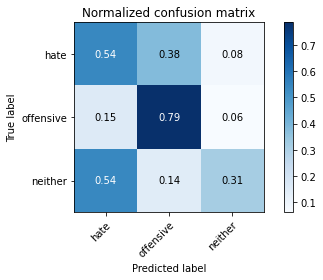 Normalized confusion matrix
True label
hate
0.54 0.38 0.08
offensive
0.15 0.79 0.06
neither
0.54 0.14 0.31
hate offensive neither
Predicted label
0.7
0.6
0.5
0.4
0.3
0.2
0.1